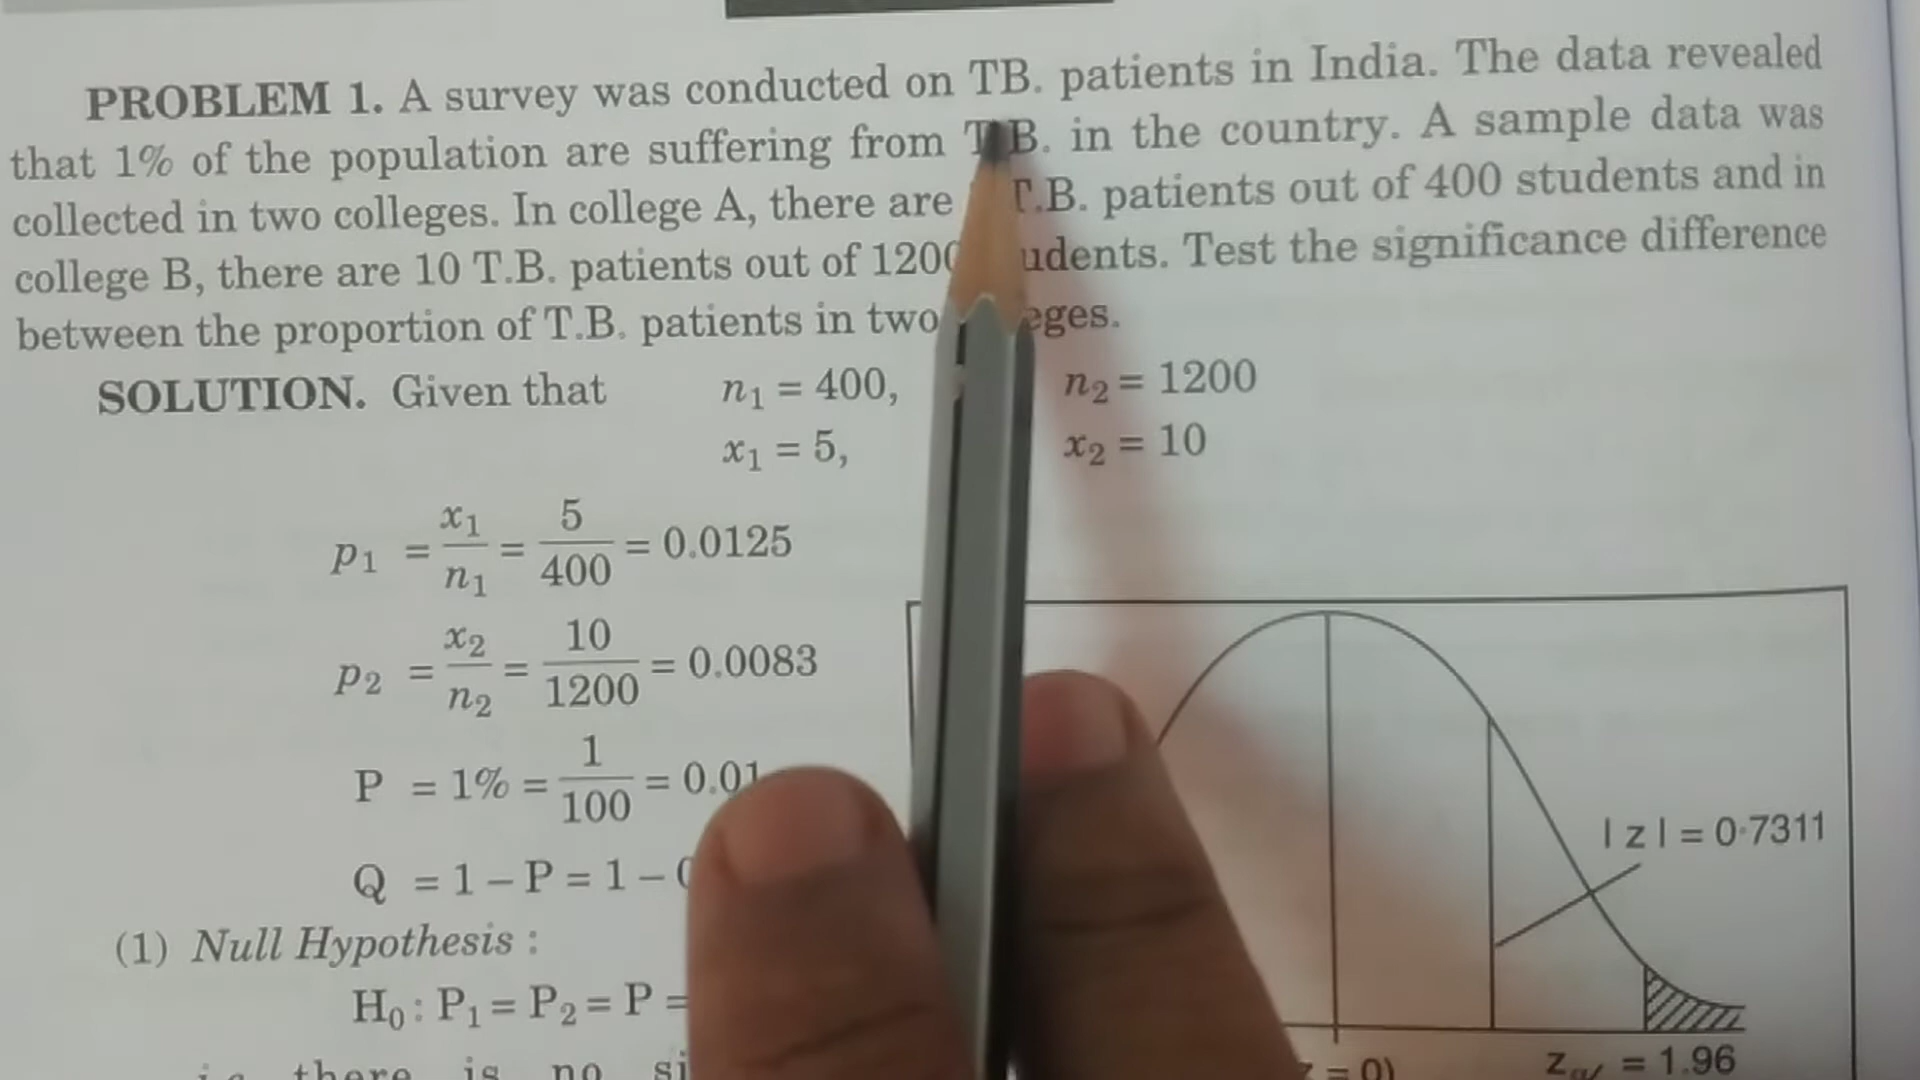 PROBLEM 1. A survey was conducted on TB. patients in India. The data revealed
that 1% of the population are suffering from T.B. in the country. A sample data was
collected in two colleges. In college A, there are T.B. patients out of 400 students and in
college B, there are 10 T.B. patients out of 1200 udents. Test the significance difference
between the proportion of T.B. patients in two eges.
SOLUTION. Given that n₁ = 400, n₂ = 1200
x₁ = 5, x₂ = 10
p₁ = x₁/n₁ = 5/400 = 0.0125
p₂ = x₂/n₂ = 10/1200 = 0.0083
P = 1% = 1/100 = 0.01
Q = 1 – P = 1 –
(1) Null Hypothesis :
H₀ : P₁ = P₂ = P =
i.e. there is no
| z | = 0·7311
= 0)
= 1.96